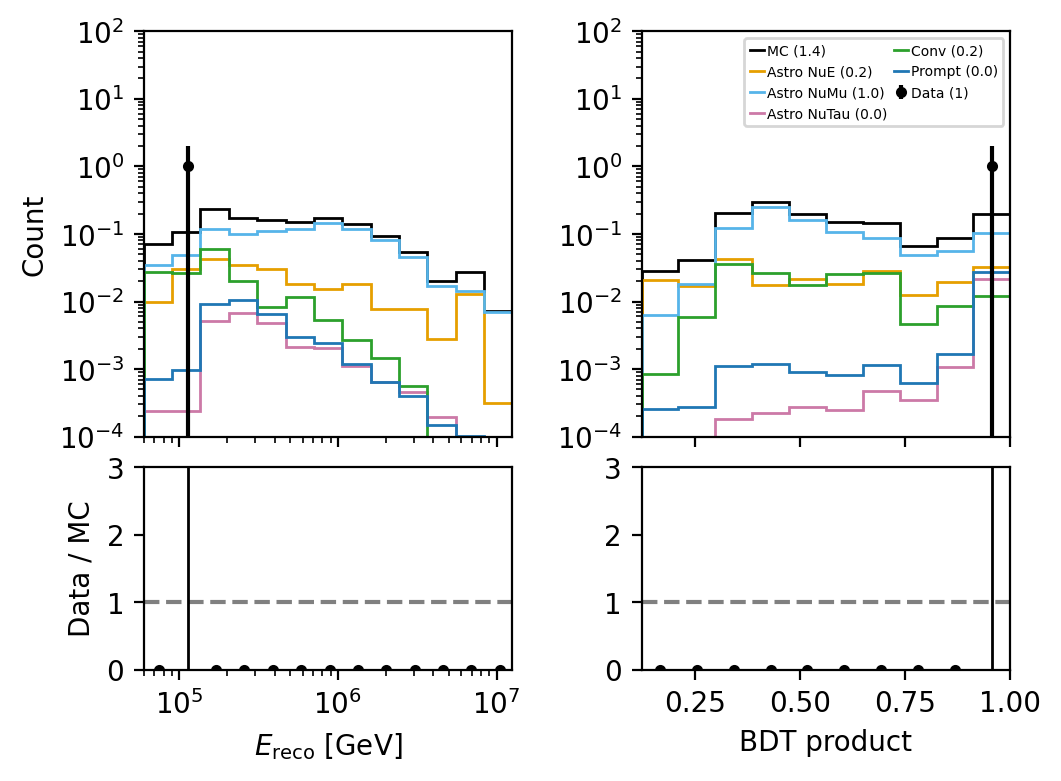 10² 10¹ 10⁰ 10⁻¹ 10⁻² 10⁻³ 10⁻⁴
Count
10² 10¹ 10⁰ 10⁻¹ 10⁻² 10⁻³ 10⁻⁴
MC (1.4)
Astro NuE (0.2)
Astro NuMu (1.0)
Astro NuTau (0.0)
Conv (0.2)
Prompt (0.0)
Data (1)
3 2 1 0
Data / MC
10⁵ 10⁶ 10⁷
E_reco [GeV]
3 2 1 0
0.25 0.50 0.75 1.00
BDT product